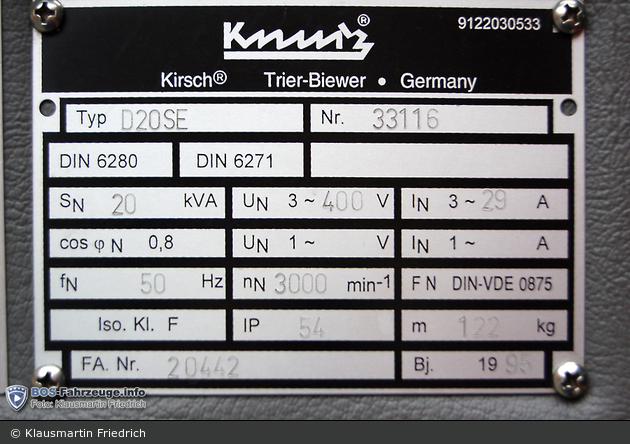 Knurz® 9122030533
Kirsch® Trier-Biewer • Germany
Typ D20SE Nr. 33116
DIN 6280 DIN 6271
SN 20 kVA UN 3~ 400 V IN 3~ 29 A
cos φ N 0,8 UN 1~ V IN 1~ A
fN 50 Hz nN 3000 min-1 F N DIN-VDE 0875
Iso. Kl. F IP 54 m 122 kg
FA. Nr. 20442 Bj. 1995
BOS-Fahrzeuge.info
Foto: Klausmartin Friedrich
© Klausmartin Friedrich